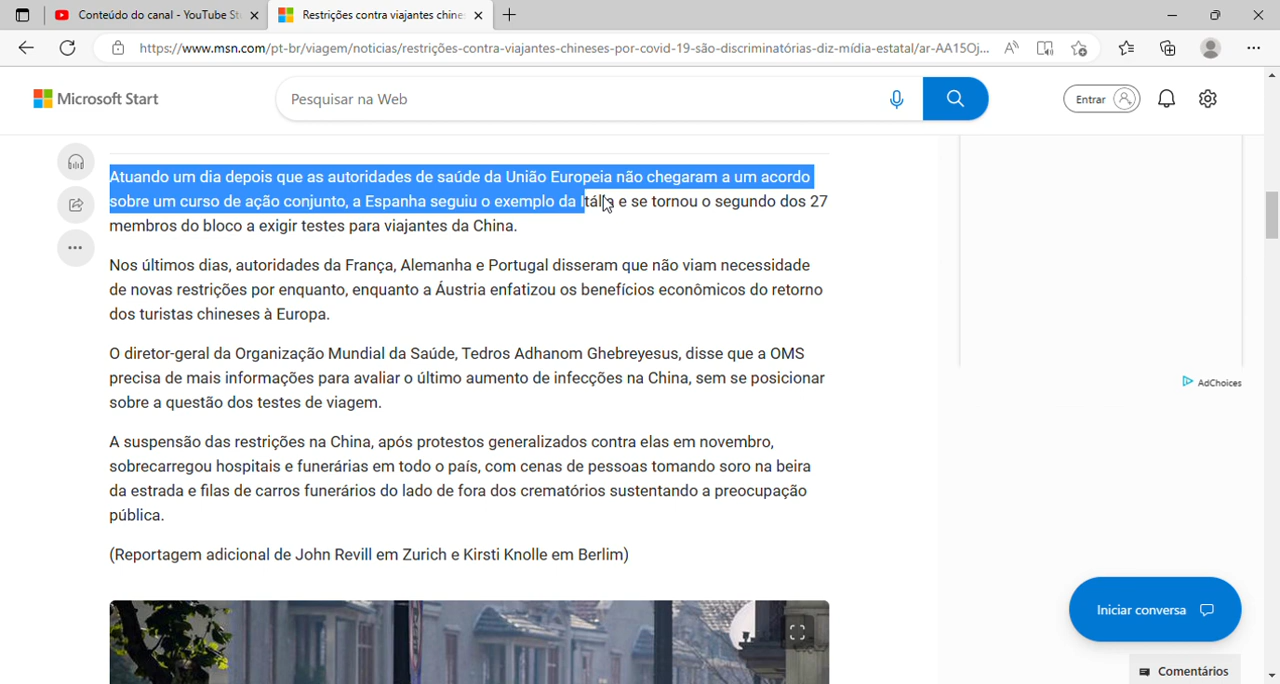 Conteúdo do canal - YouTube St
Restrições contra viajantes chine
https://www.msn.com/pt-br/viagem/noticias/restrições-contra-viajantes-chineses-por-covid-19-são-discriminatórias-diz-mídia-estatal/ar-AA15Oj...
Microsoft Start
Pesquisar na Web
Entrar
Atuando um dia depois que as autoridades de saúde da União Europeia não chegaram a um acordo
sobre um curso de ação conjunto, a Espanha seguiu o exemplo da Itália e se tornou o segundo dos 27
membros do bloco a exigir testes para viajantes da China.
Nos últimos dias, autoridades da França, Alemanha e Portugal disseram que não viam necessidade
de novas restrições por enquanto, enquanto a Áustria enfatizou os benefícios econômicos do retorno
dos turistas chineses à Europa.
O diretor-geral da Organização Mundial da Saúde, Tedros Adhanom Ghebreyesus, disse que a OMS
precisa de mais informações para avaliar o último aumento de infecções na China, sem se posicionar
sobre a questão dos testes de viagem.
AdChoices
A suspensão das restrições na China, após protestos generalizados contra elas em novembro,
sobrecarregou hospitais e funerárias em todo o país, com cenas de pessoas tomando soro na beira
da estrada e filas de carros funerários do lado de fora dos crematórios sustentando a preocupação
pública.
(Reportagem adicional de John Revill em Zurich e Kirsti Knolle em Berlim)
Iniciar conversa
Comentários